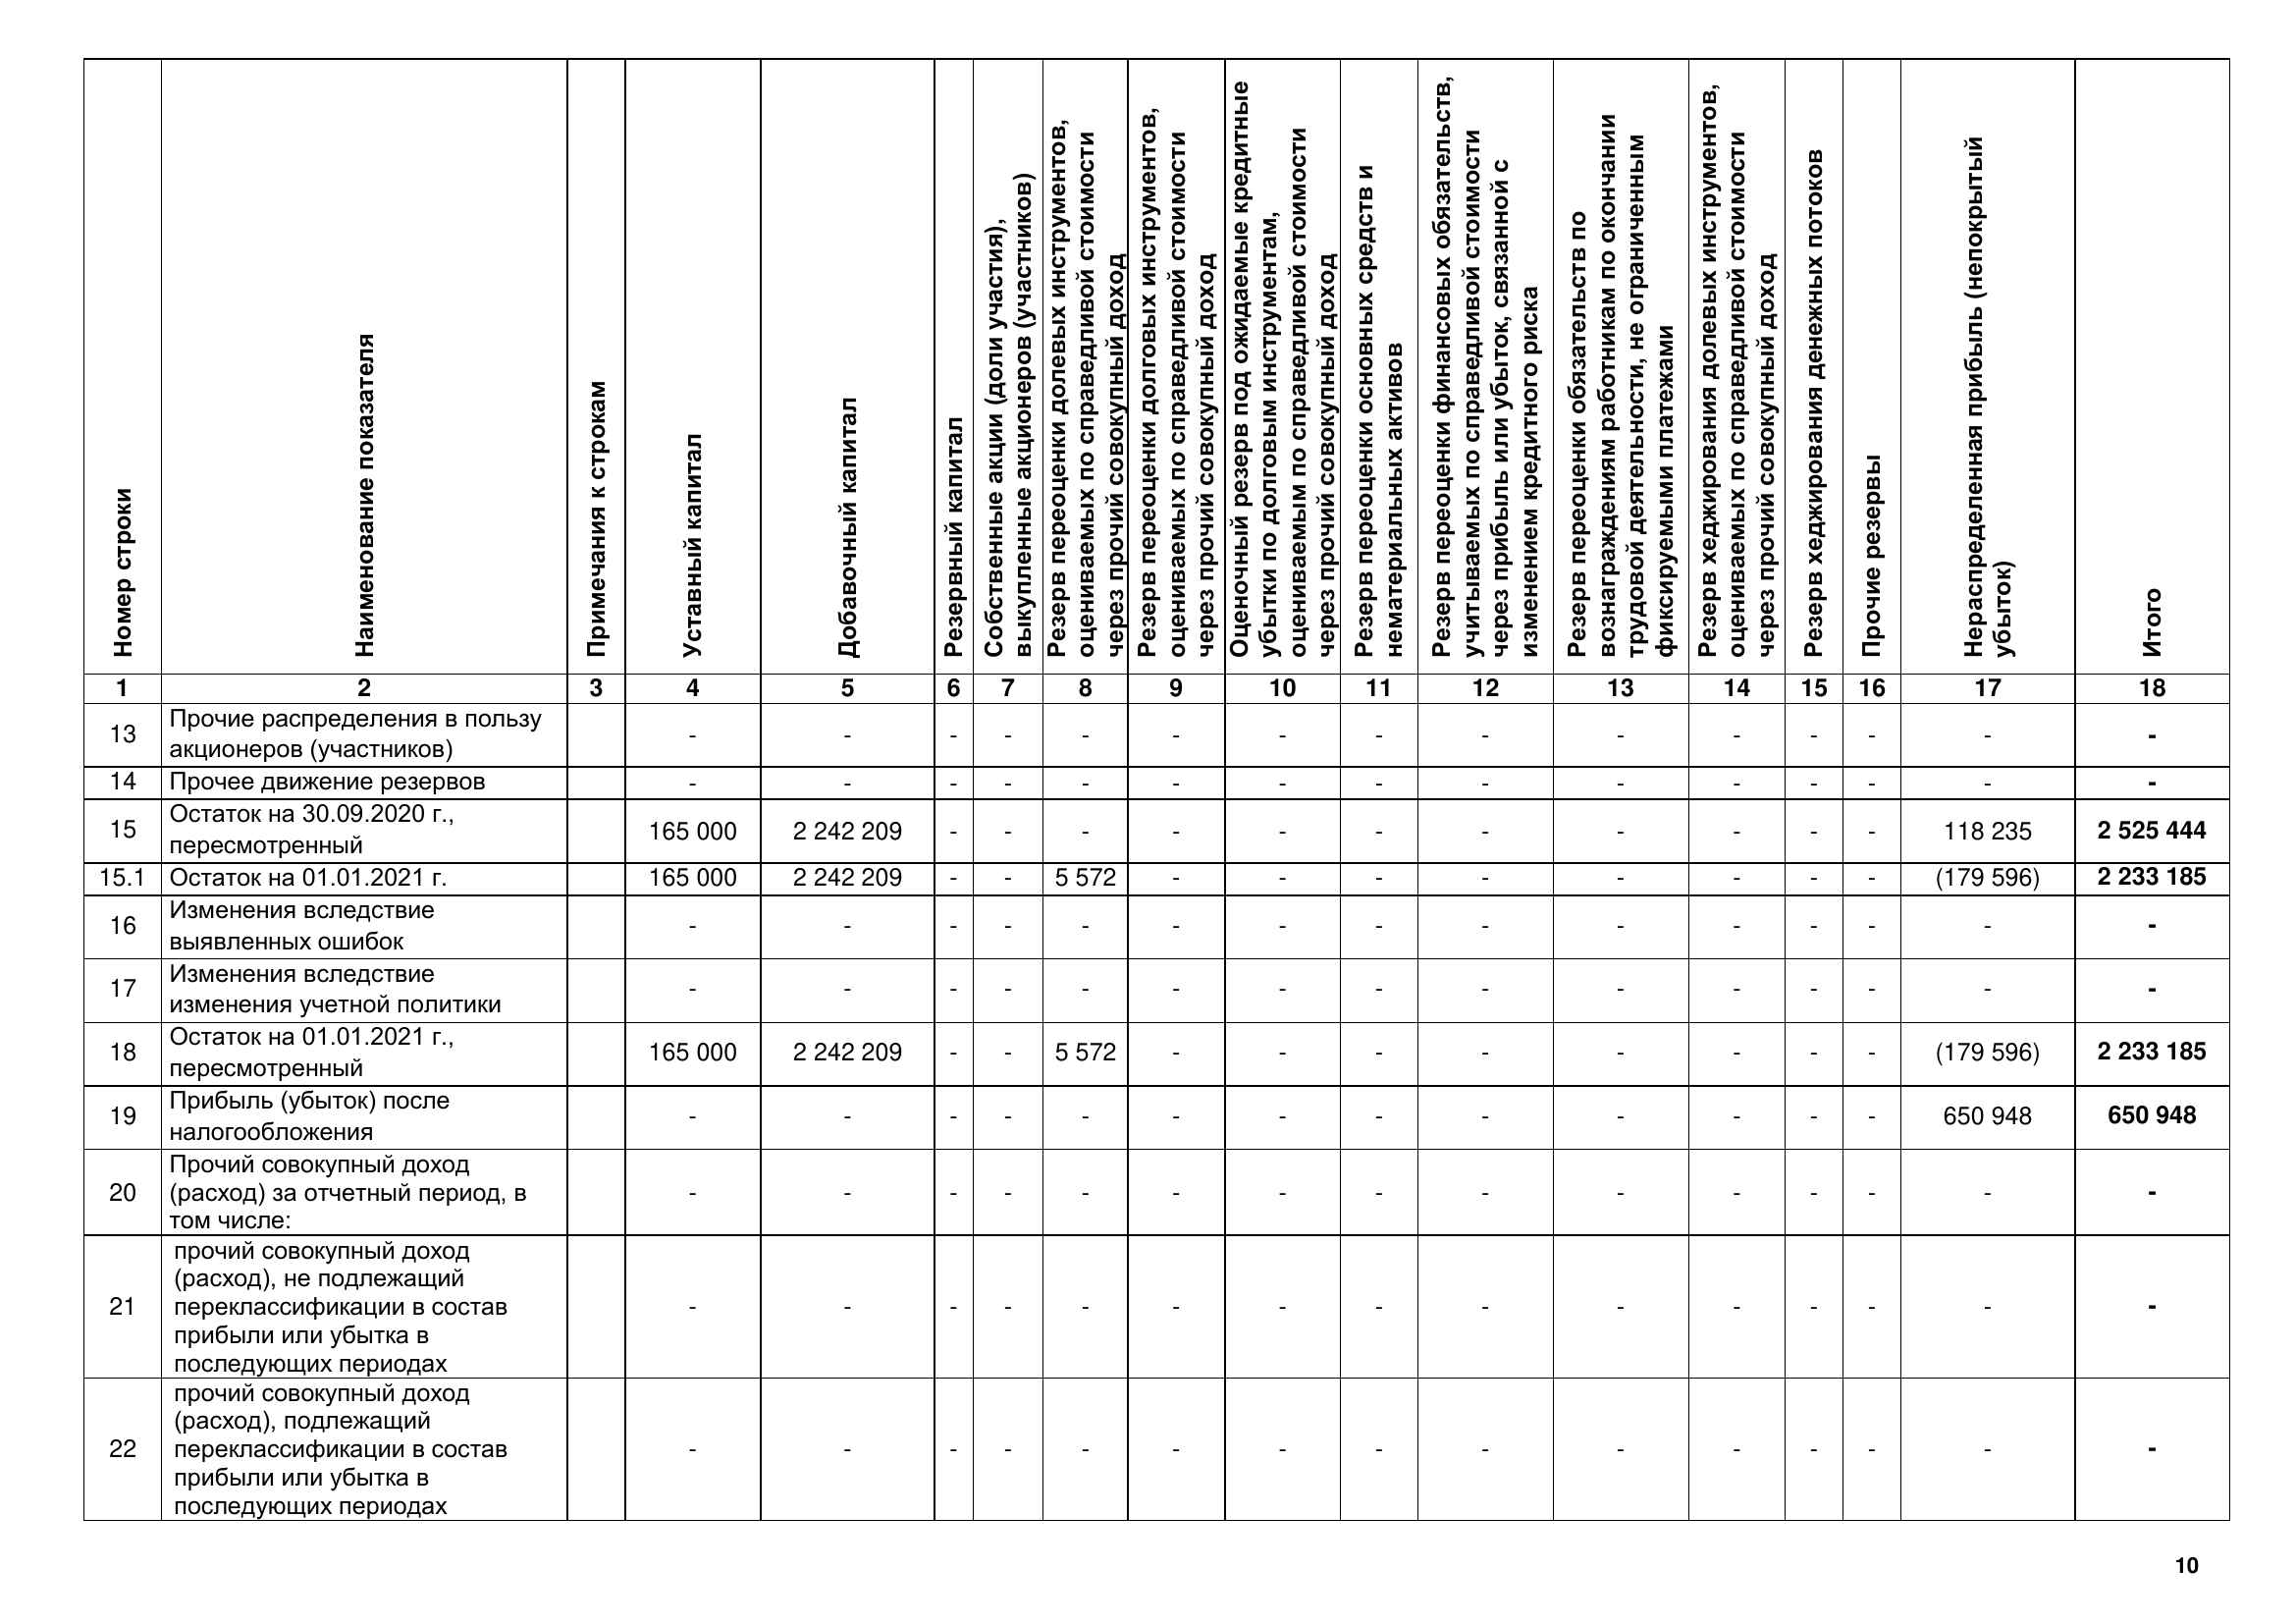 Номер строки
Наименование показателя
Примечания к строкам
Уставный капитал
Добавочный капитал
Резервный капитал
Собственные акции (доли участия),
выкупленные акционеров (участников)
Резерв переоценки долевых инструментов,
оцениваемых по справедливой стоимости
через прочий совокупный доход
Резерв переоценки долговых инструментов,
оцениваемых по справедливой стоимости
через прочий совокупный доход
Оценочный резерв под ожидаемые кредитные
убытки по долговым инструментам,
оцениваемым по справедливой стоимости
через прочий совокупный доход
Резерв переоценки основных средств и
нематериальных активов
Резерв переоценки финансовых обязательств,
учитываемых по справедливой стоимости
через прибыль или убыток, связанной с
изменением кредитного риска
Резерв переоценки обязательств по
вознаграждениям работникам по окончании
трудовой деятельности, не ограниченным
фиксируемыми платежами
Резерв хеджирования долевых инструментов,
оцениваемых по справедливой стоимости
через прочий совокупный доход
Резерв хеджирования денежных потоков
Прочие резервы
Нераспределенная прибыль (непокрытый
убыток)
Итого
1 2 3 4 5 6 7 8 9 10 11 12 13 14 15 16 17 18
13 Прочие распределения в пользу
акционеров (участников) - - - - - - - - - - - - - - -
14 Прочее движение резервов - - - - - - - - - - - - - - -
15 Остаток на 30.09.2020 г.,
пересмотренный 165 000 2 242 209 - - - - - - - - - - - 118 235 2 525 444
15.1 Остаток на 01.01.2021 г. 165 000 2 242 209 - - 5 572 - - - - - - - - (179 596) 2 233 185
16 Изменения вследствие
выявленных ошибок - - - - - - - - - - - - - - -
17 Изменения вследствие
изменения учетной политики - - - - - - - - - - - - - - -
18 Остаток на 01.01.2021 г.,
пересмотренный 165 000 2 242 209 - - 5 572 - - - - - - - - (179 596) 2 233 185
19 Прибыль (убыток) после
налогообложения - - - - - - - - - - - - - 650 948 650 948
20 Прочий совокупный доход
(расход) за отчетный период, в
том числе: - - - - - - - - - - - - - - -
21 прочий совокупный доход
(расход), не подлежащий
переклассификации в состав
прибыли или убытка в
последующих периодах - - - - - - - - - - - - - - -
22 прочий совокупный доход
(расход), подлежащий
переклассификации в состав
прибыли или убытка в
последующих периодах - - - - - - - - - - - - - - -
10